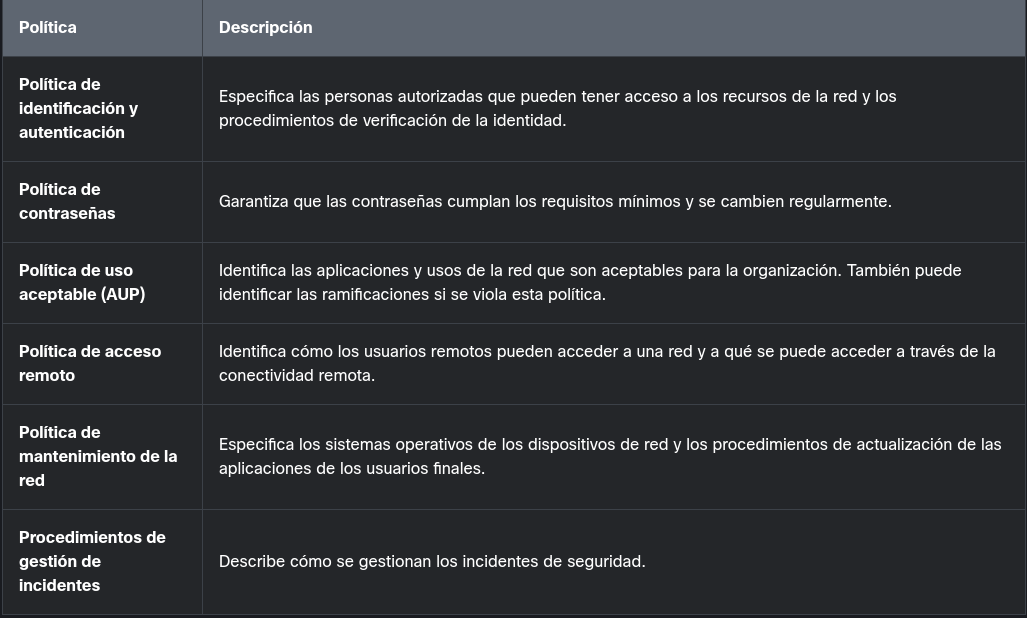 Política
Descripción
Política de
identificación y
autenticación
Especifica las personas autorizadas que pueden tener acceso a los recursos de la red y los
procedimientos de verificación de la identidad.
Política de
contraseñas
Garantiza que las contraseñas cumplan los requisitos mínimos y se cambien regularmente.
Política de uso
aceptable (AUP)
Identifica las aplicaciones y usos de la red que son aceptables para la organización. También puede
identificar las ramificaciones si se viola esta política.
Política de acceso
remoto
Identifica cómo los usuarios remotos pueden acceder a una red y a qué se puede acceder a través de la
conectividad remota.
Política de
mantenimiento de la
red
Especifica los sistemas operativos de los dispositivos de red y los procedimientos de actualización de las
aplicaciones de los usuarios finales.
Procedimientos de
gestión de
incidentes
Describe cómo se gestionan los incidentes de seguridad.